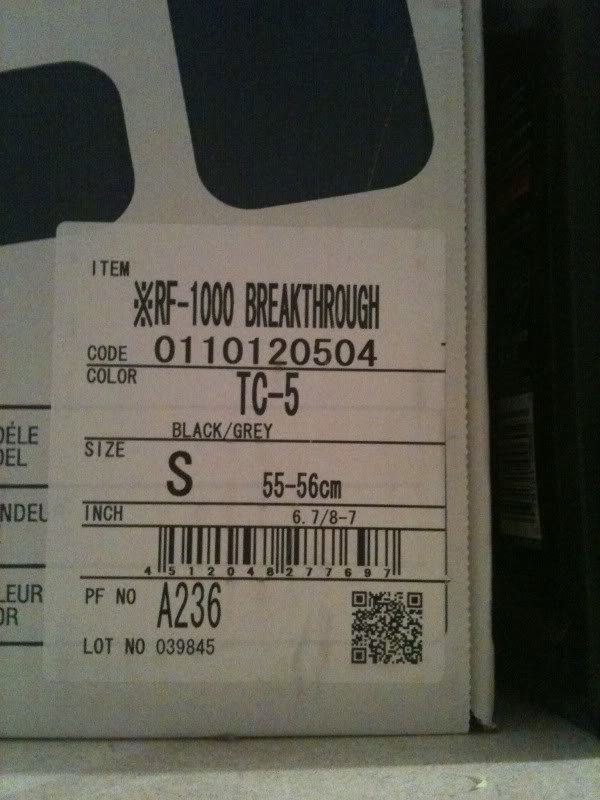 ITEM
※RF-1000 BREAKTHROUGH
CODE 0110120504
COLOR
TC-5
BLACK/GREY
SIZE
S 55-56cm
INCH 6.7/8-7
4 512048 277697
PF NO A236
LOT NO 039845
DÈLE
DEL
NDEU
LEUR
OR